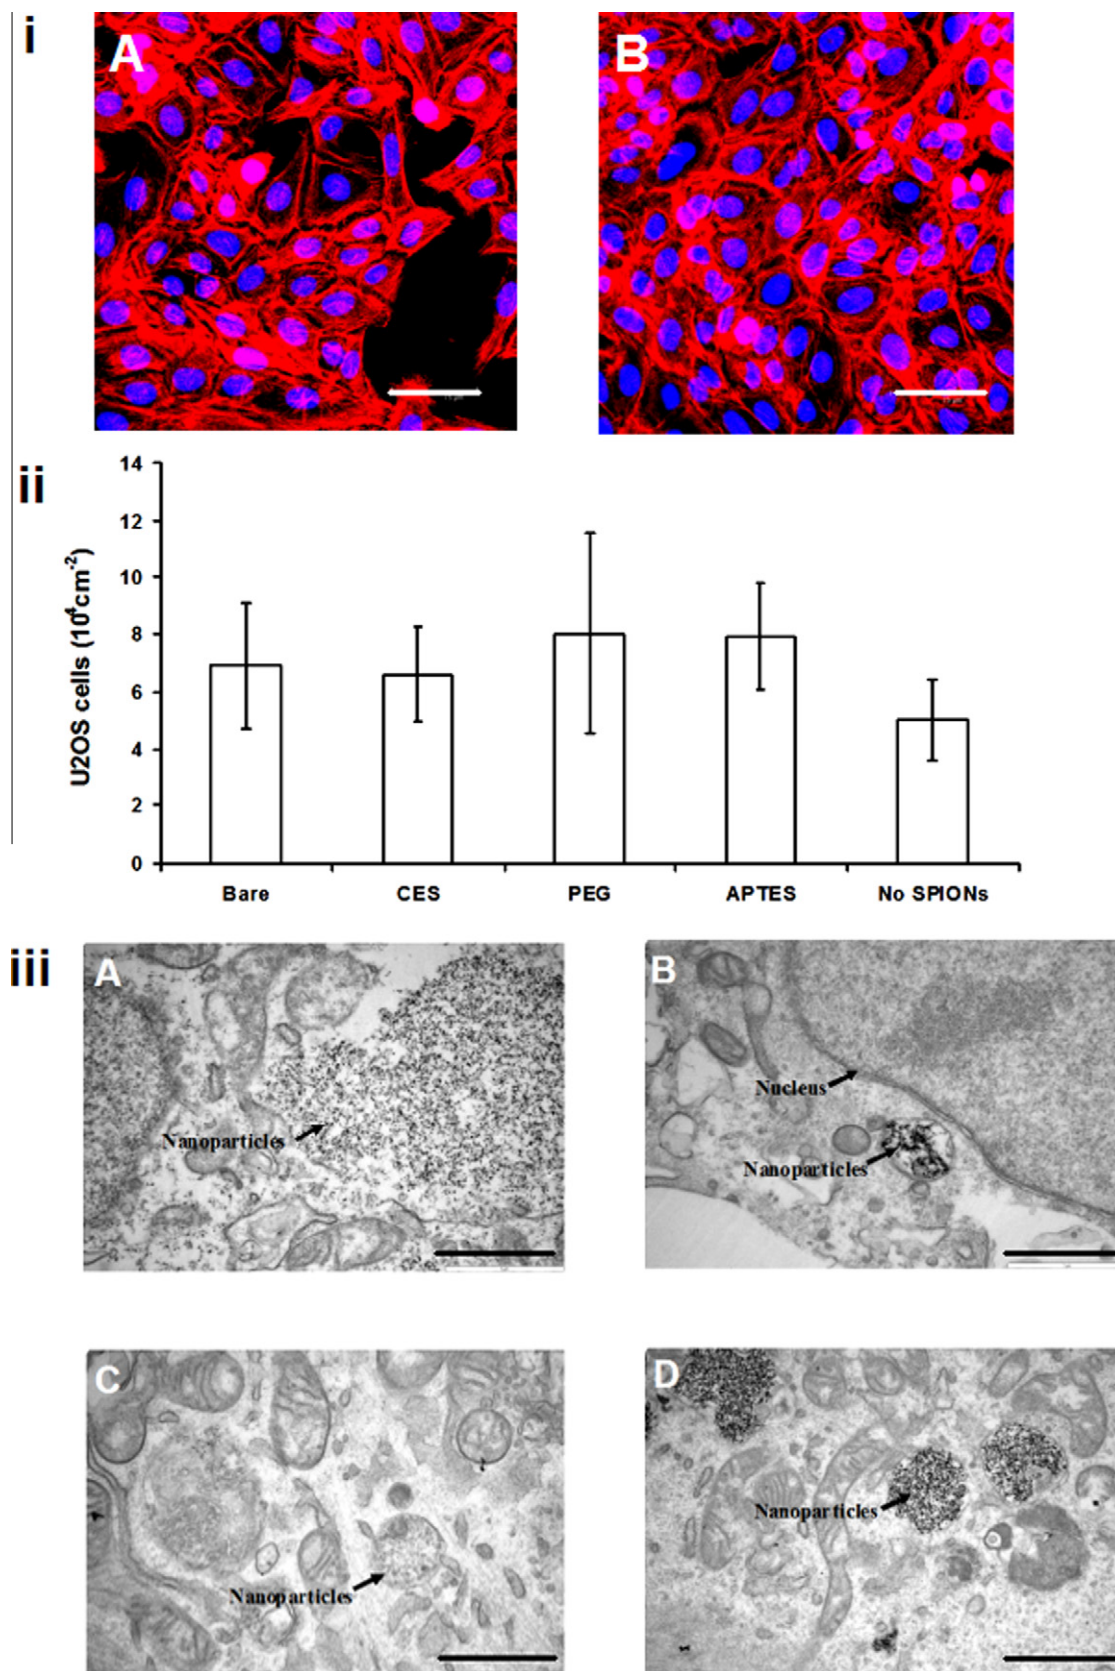 i
A
B
ii
14
12
10
8
6
4
2
0
U2OS cells (10⁴cm⁻²)
Bare
CES
PEG
APTES
No SPIONs
iii
A
Nanoparticles
B
Nucleus
Nanoparticles
C
Nanoparticles
D
Nanoparticles